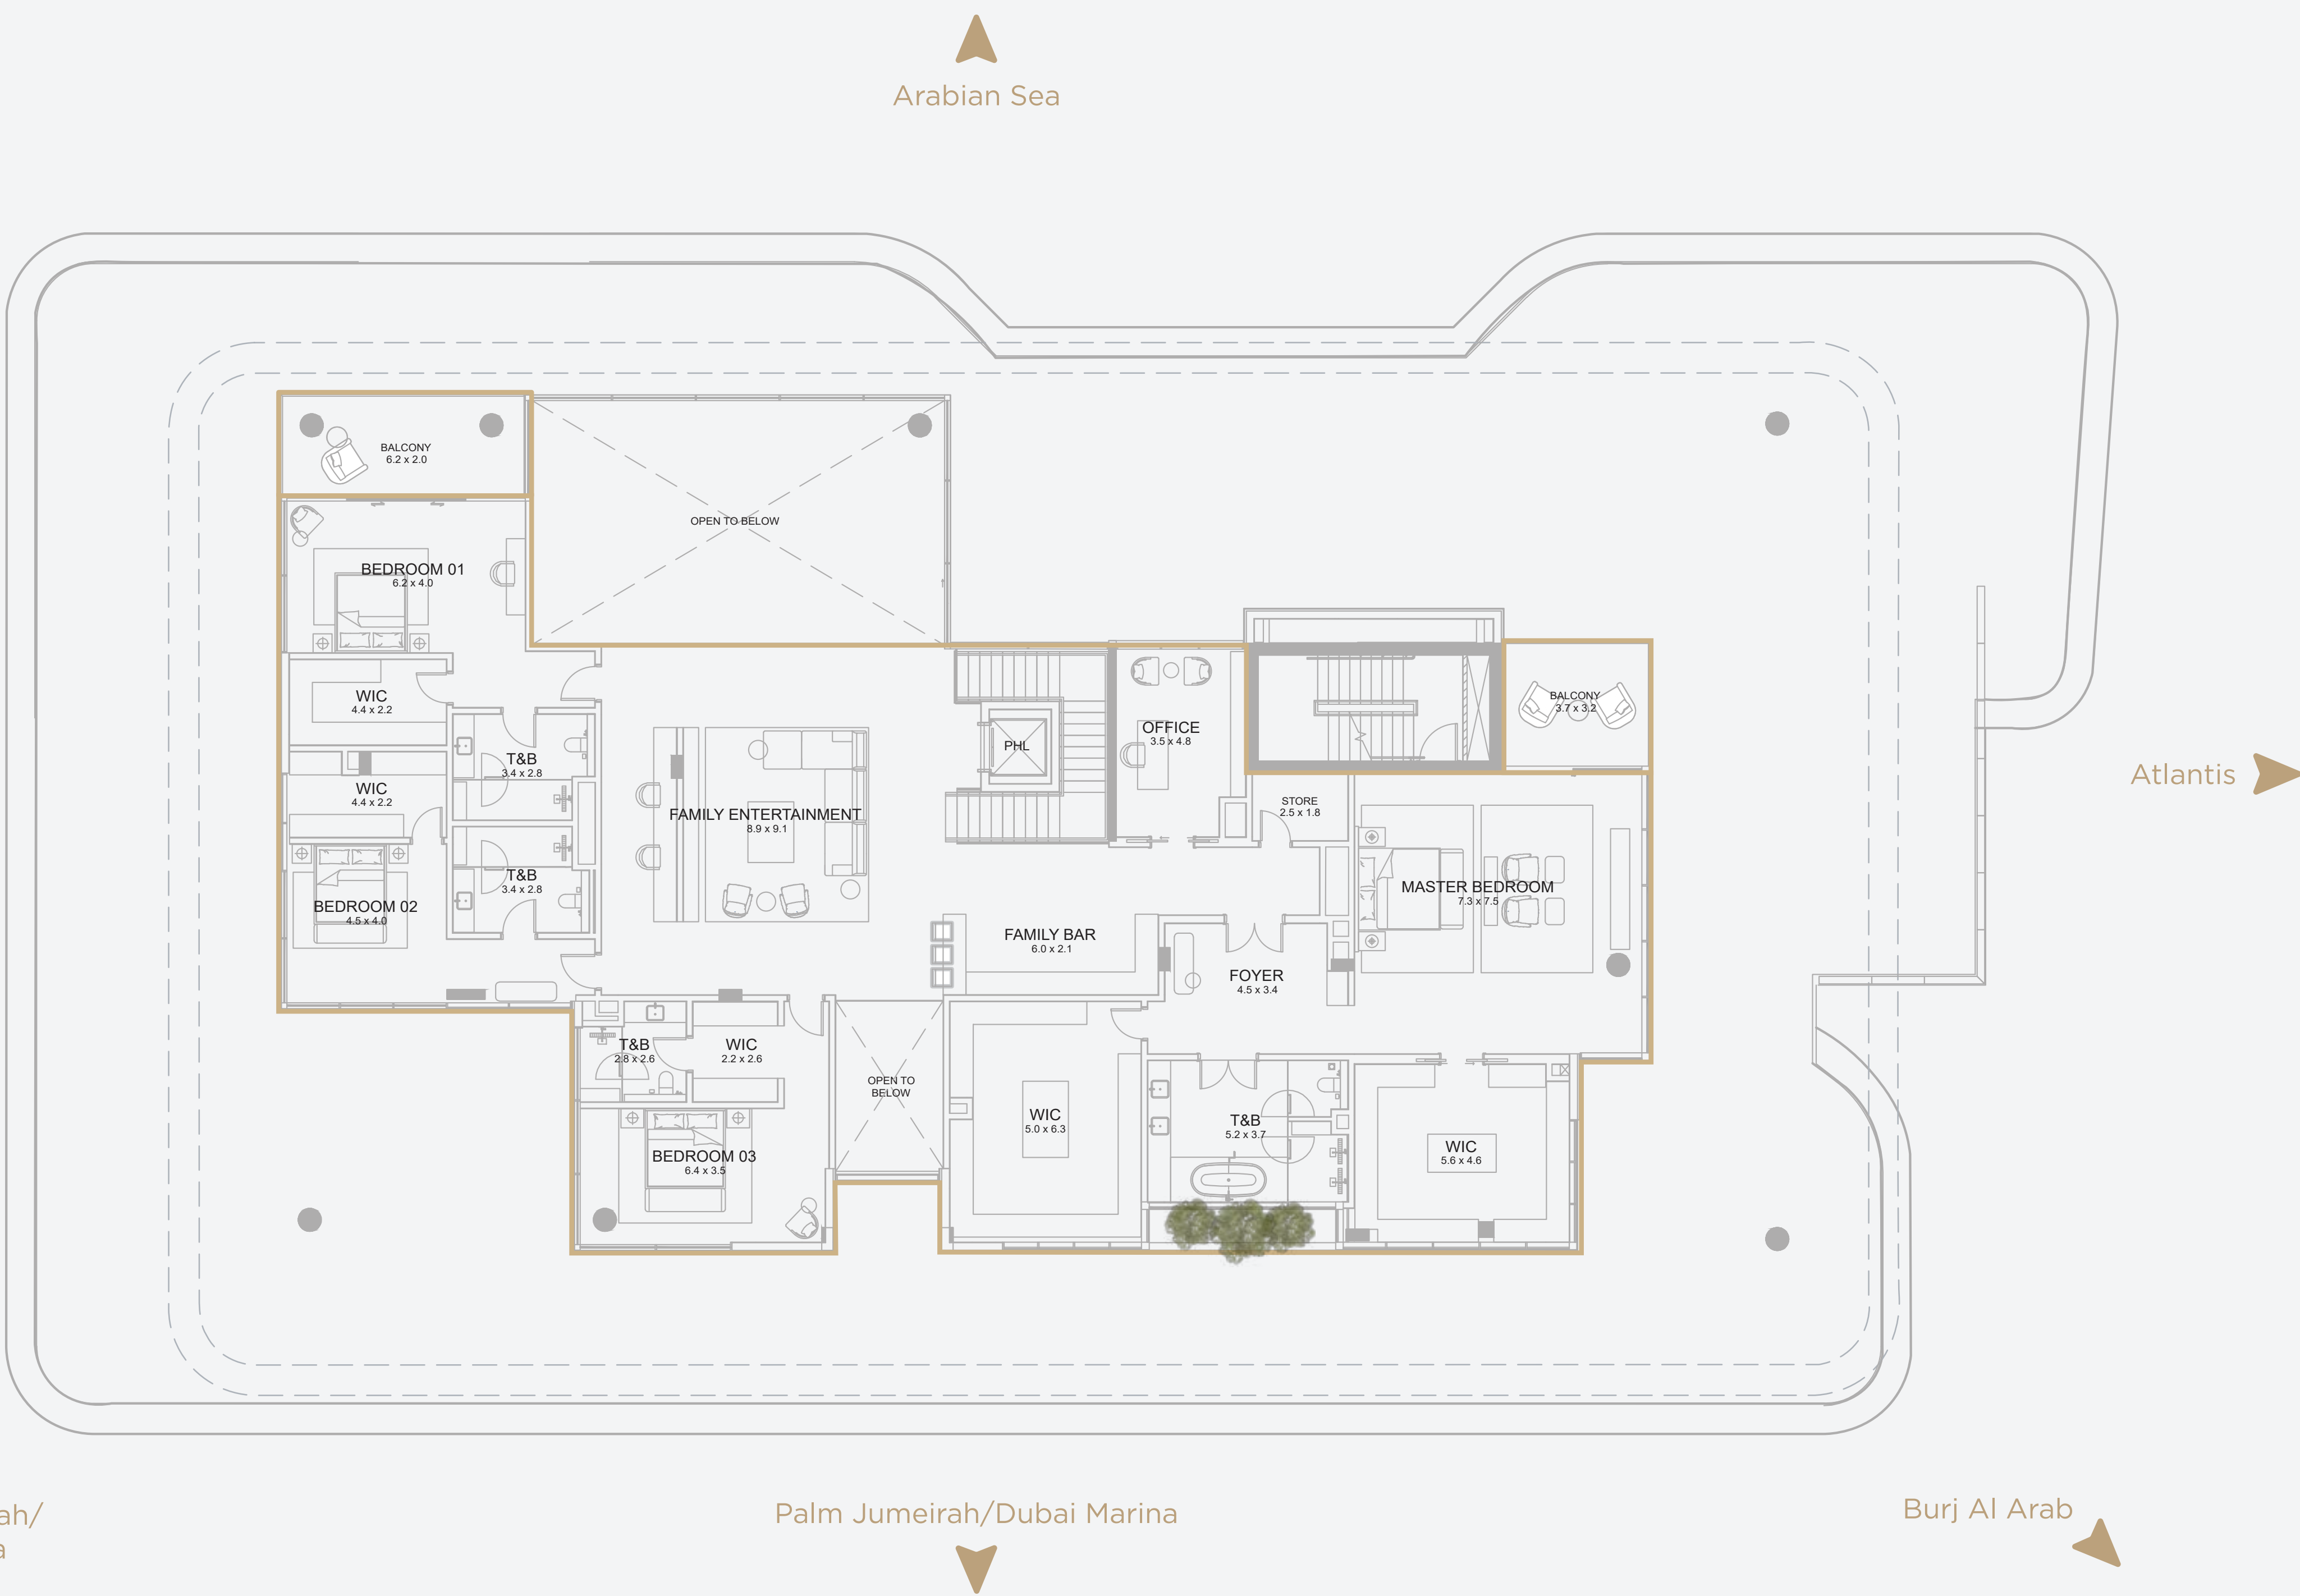 Arabian Sea
BALCONY
6.2 x 2.0
OPEN TO BELOW
BEDROOM 01
6.2 x 4.0
WIC
4.4 x 2.2
T&B
3.4 x 2.8
WIC
4.4 x 2.2
T&B
3.4 x 2.8
BEDROOM 02
4.5 x 4.0
FAMILY ENTERTAINMENT
8.9 x 9.1
PHL
OFFICE
3.5 x 4.8
BALCONY
3.7 x 3.2
Atlantis
STORE
2.5 x 1.8
MASTER BEDROOM
7.3 x 7.5
FAMILY BAR
6.0 x 2.1
FOYER
4.5 x 3.4
T&B
2.8 x 2.6
WIC
2.2 x 2.6
OPEN TO
BELOW
WIC
5.0 x 6.3
T&B
5.2 x 3.7
WIC
5.6 x 4.6
BEDROOM 03
6.4 x 3.5
ah/
a
Palm Jumeirah/Dubai Marina
Burj Al Arab